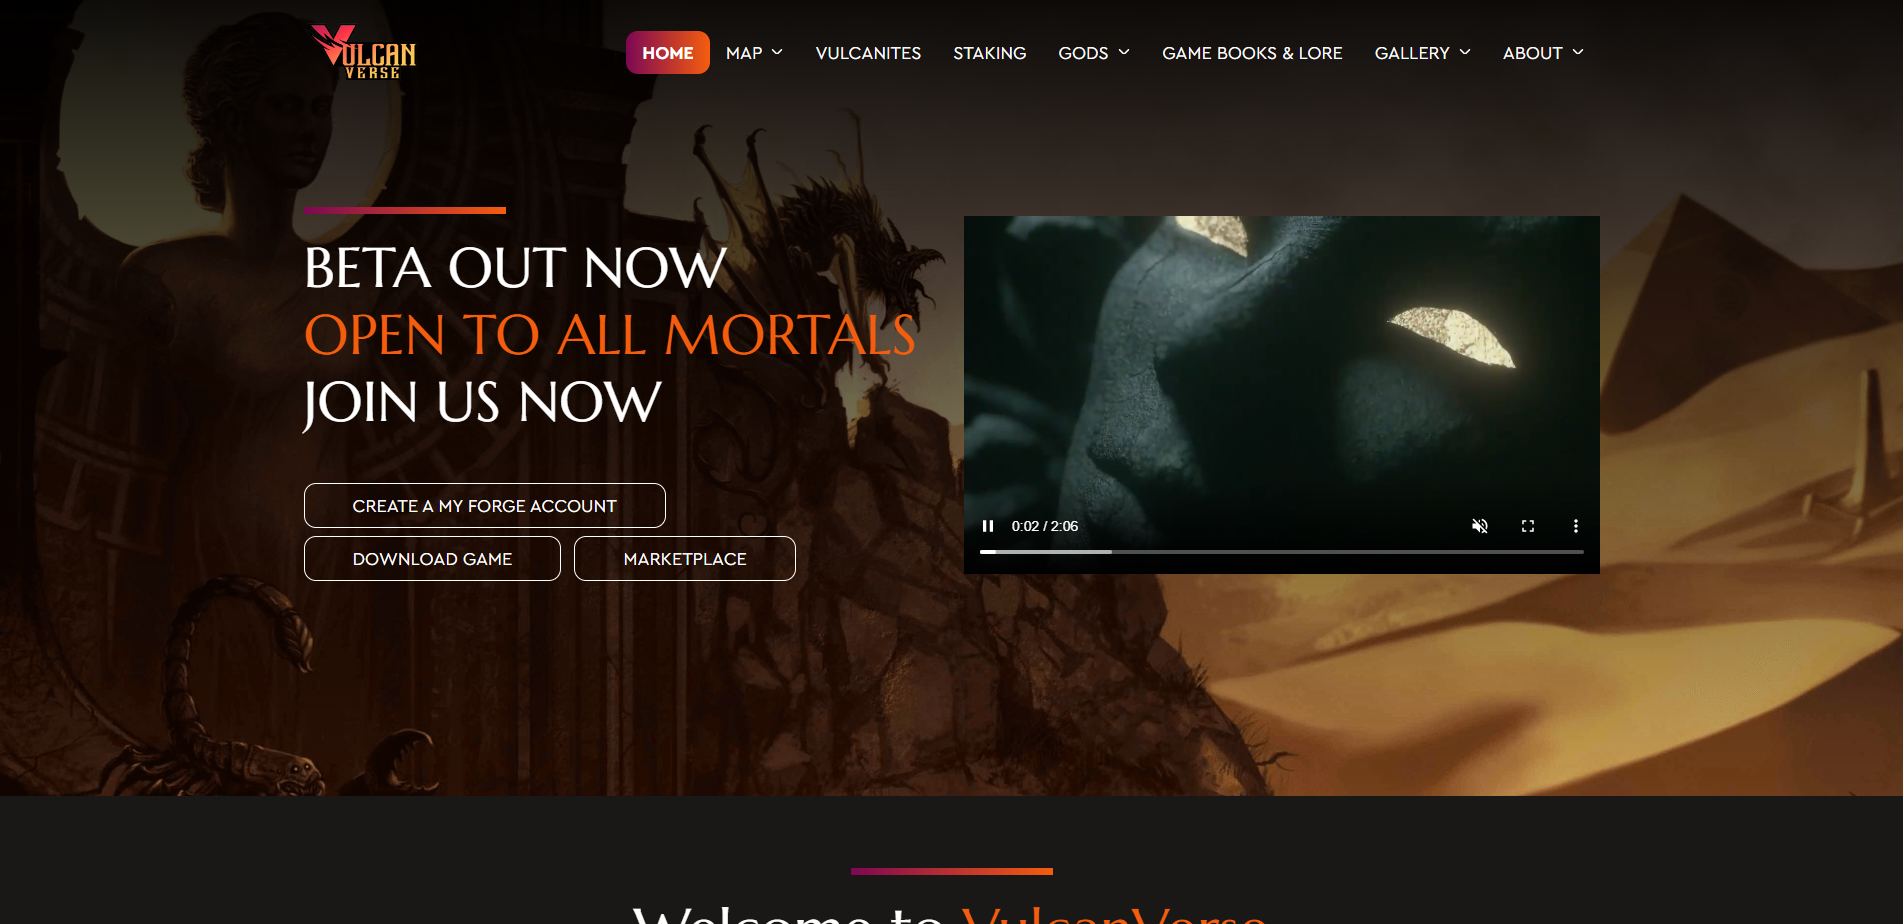 VULCAN
VERSE
HOME
MAP
VULCANITES
STAKING
GODS
GAME BOOKS & LORE
GALLERY
ABOUT
BETA OUT NOW
OPEN TO ALL MORTALS
JOIN US NOW
CREATE A MY FORGE ACCOUNT
DOWNLOAD GAME
MARKETPLACE
0:02 / 2:06
Welcome to VulcanVerse